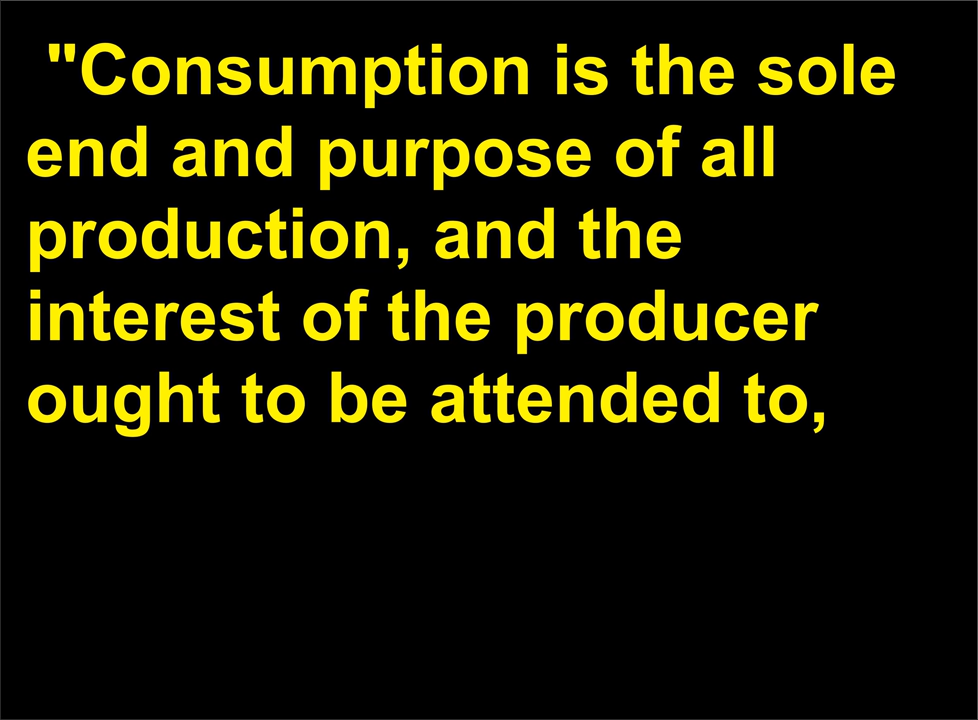 "Consumption is the sole
end and purpose of all
production, and the
interest of the producer
ought to be attended to,